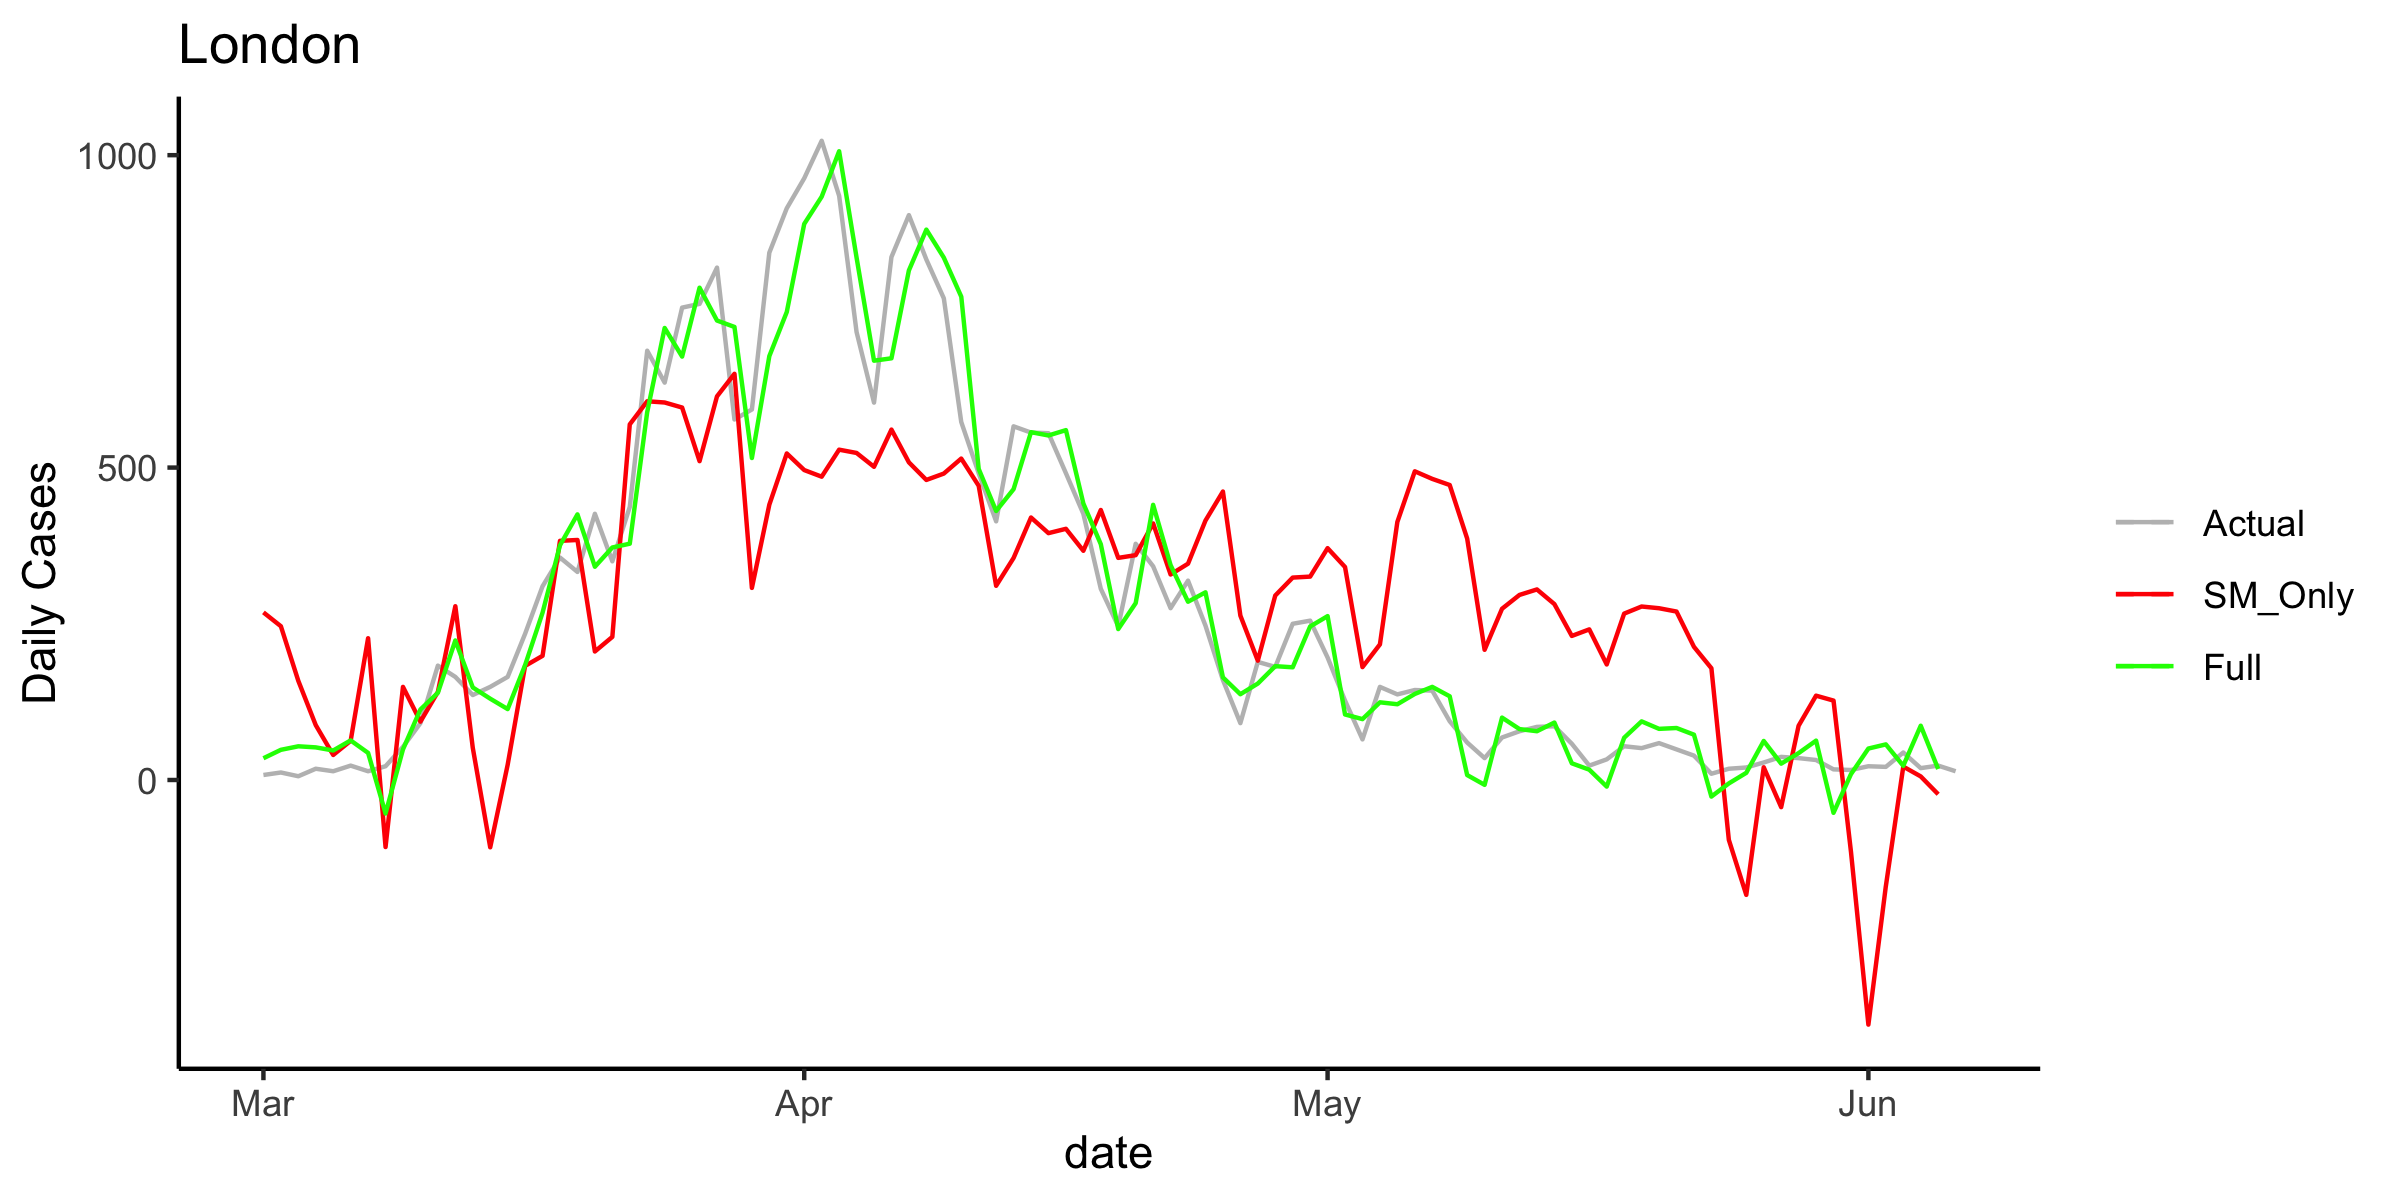 London
1000
500
0
Daily Cases
Mar
Apr
May
Jun
date
Actual
SM_Only
Full